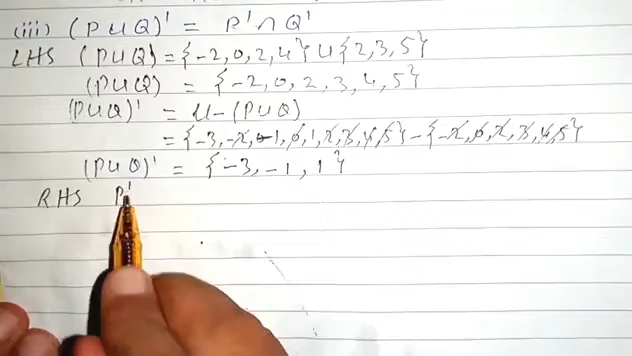 (iii) (P∪Q)' = P'∩Q'
LHS (P∪Q) = {-2, 0, 2, 4} ∪ {2, 3, 5}
(P∪Q) = {-2, 0, 2, 3, 4, 5}
(P∪Q)' = U - (P∪Q)
= {-3, -2, -1, 0, 1, 2, 3, 4, 5} - {-2, 0, 2, 3, 4, 5}
(P∪Q)' = {-3, -1, 1}
RHS P'